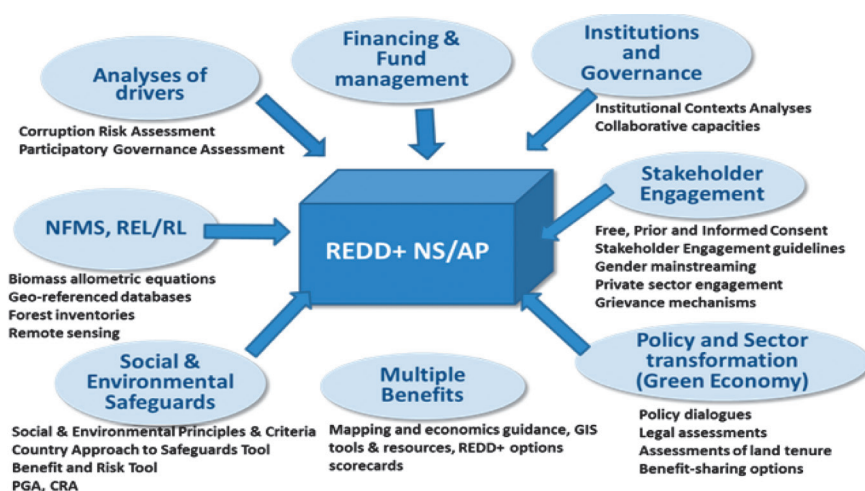 Analyses of
drivers
Corruption Risk Assessment
Participatory Governance Assessment
Financing &
Fund
management
Institutions
and
Governance
Institutional Contexts Analyses
Collaborative capacities
NFMS, REL/RL
Biomass allometric equations
Geo-referenced databases
Forest inventories
Remote sensing
REDD+ NS/AP
Stakeholder
Engagement
Free, Prior and Informed Consent
Stakeholder Engagement guidelines
Gender mainstreaming
Private sector engagement
Grievance mechanisms
Social &
Environmental
Safeguards
Social & Environmental Principles & Criteria
Country Approach to Safeguards Tool
Benefit and Risk Tool
PGA, CRA
Multiple
Benefits
Mapping and economics guidance, GIS
tools & resources, REDD+ options
scorecards
Policy and Sector
transformation
(Green Economy)
Policy dialogues
Legal assessments
Assessments of land tenure
Benefit-sharing options